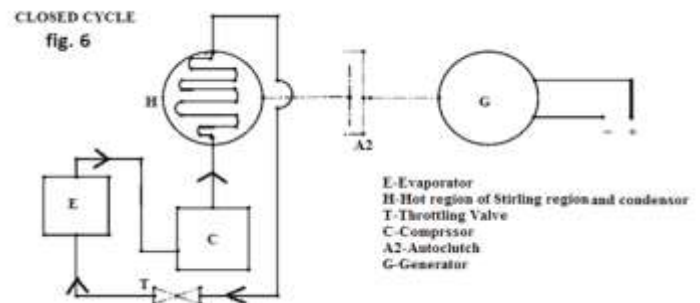 CLOSED CYCLE
fig. 6
H
A2
G
- +
E
C
T
E-Evaporator
H-Hot region of Stirling region and condensor
T-Throttling Valve
C-Comprssor
A2-Autoclutch
G-Generator